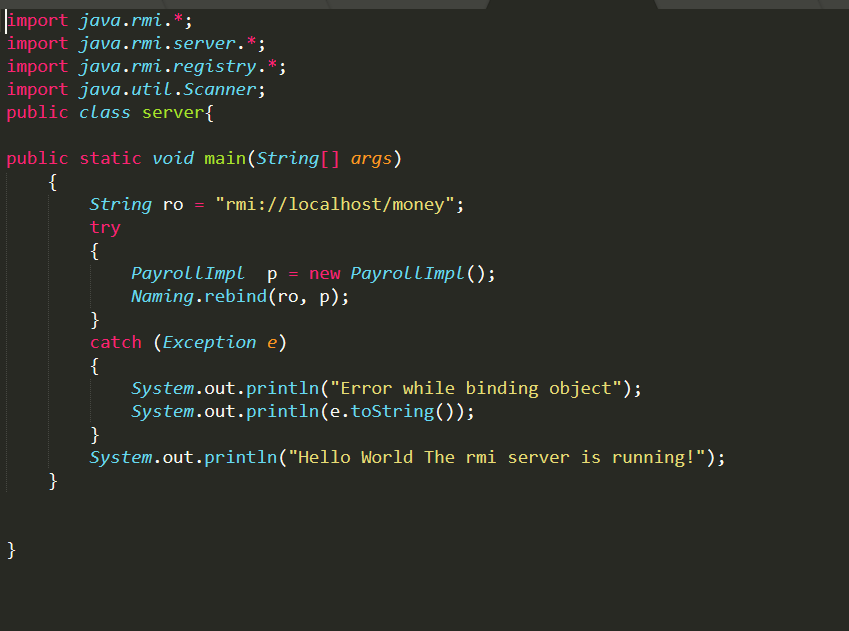 import java.rmi.*;
import java.rmi.server.*;
import java.rmi.registry.*;
import java.util.Scanner;
public class server{
public static void main(String[] args)
{
String ro = "rmi://localhost/money";
try
{
PayrollImpl  p = new PayrollImpl();
Naming.rebind(ro, p);
}
catch (Exception e)
{
System.out.println("Error while binding object");
System.out.println(e.toString());
}
System.out.println("Hello World The rmi server is running!");
}
}